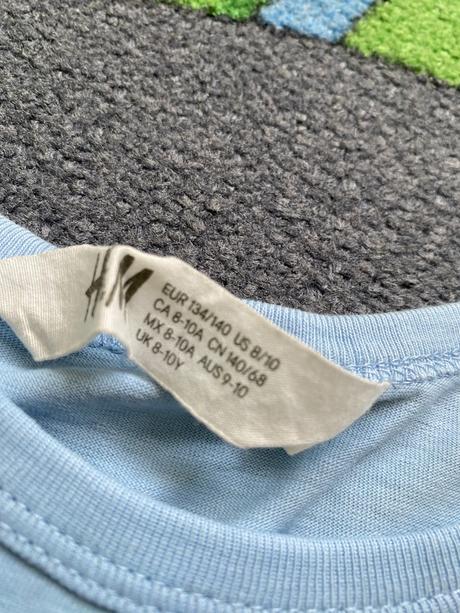 H&M
EUR 134/140 US 8/10
CA 8-10A CN 140/68
MX 8-10A AUS 9-10
UK 8-10Y